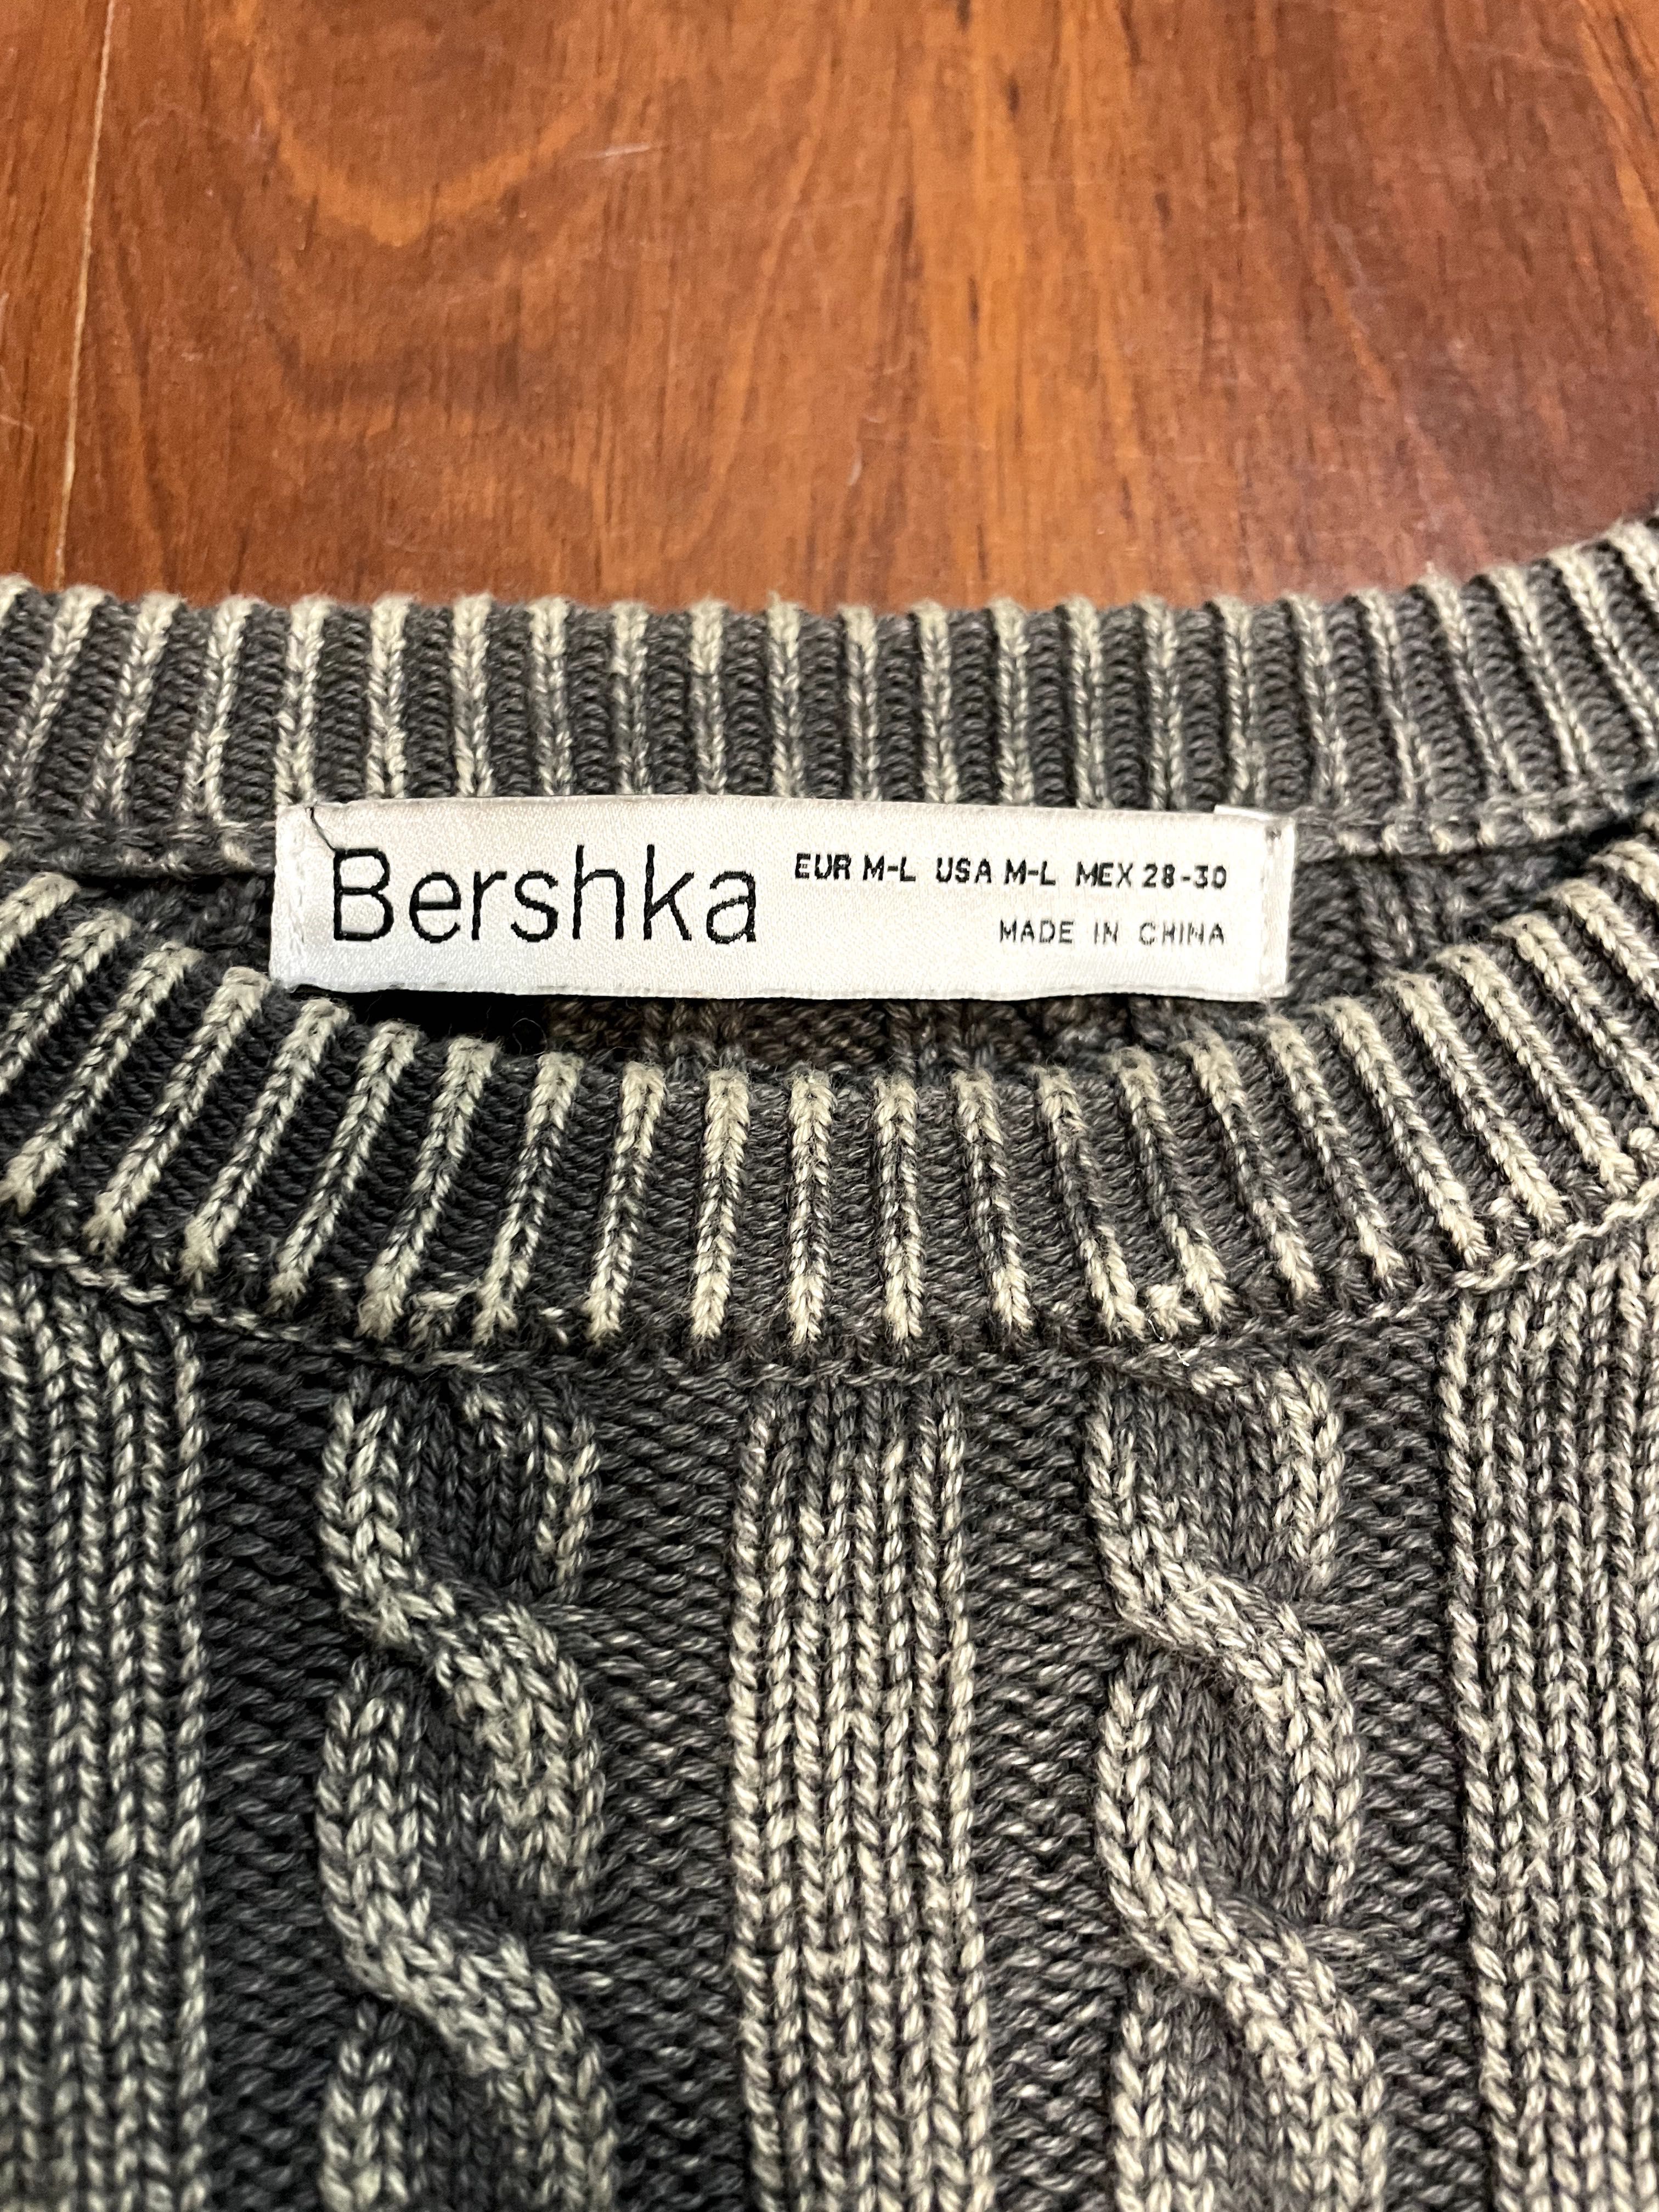 Bershka
EUR M-L USA M-L MEX 28-30
MADE IN CHINA